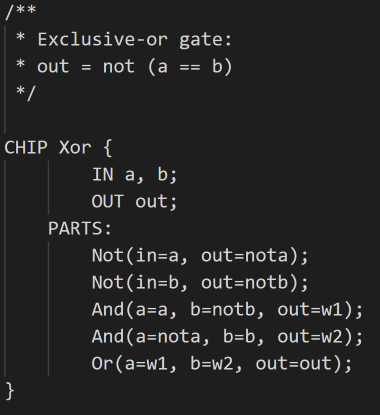 /**
 * Exclusive-or gate:
 * out = not (a == b)
 */

CHIP Xor {
        IN a, b;
        OUT out;
    PARTS:
        Not(in=a, out=nota);
        Not(in=b, out=notb);
        And(a=a, b=notb, out=w1);
        And(a=nota, b=b, out=w2);
        Or(a=w1, b=w2, out=out);
}